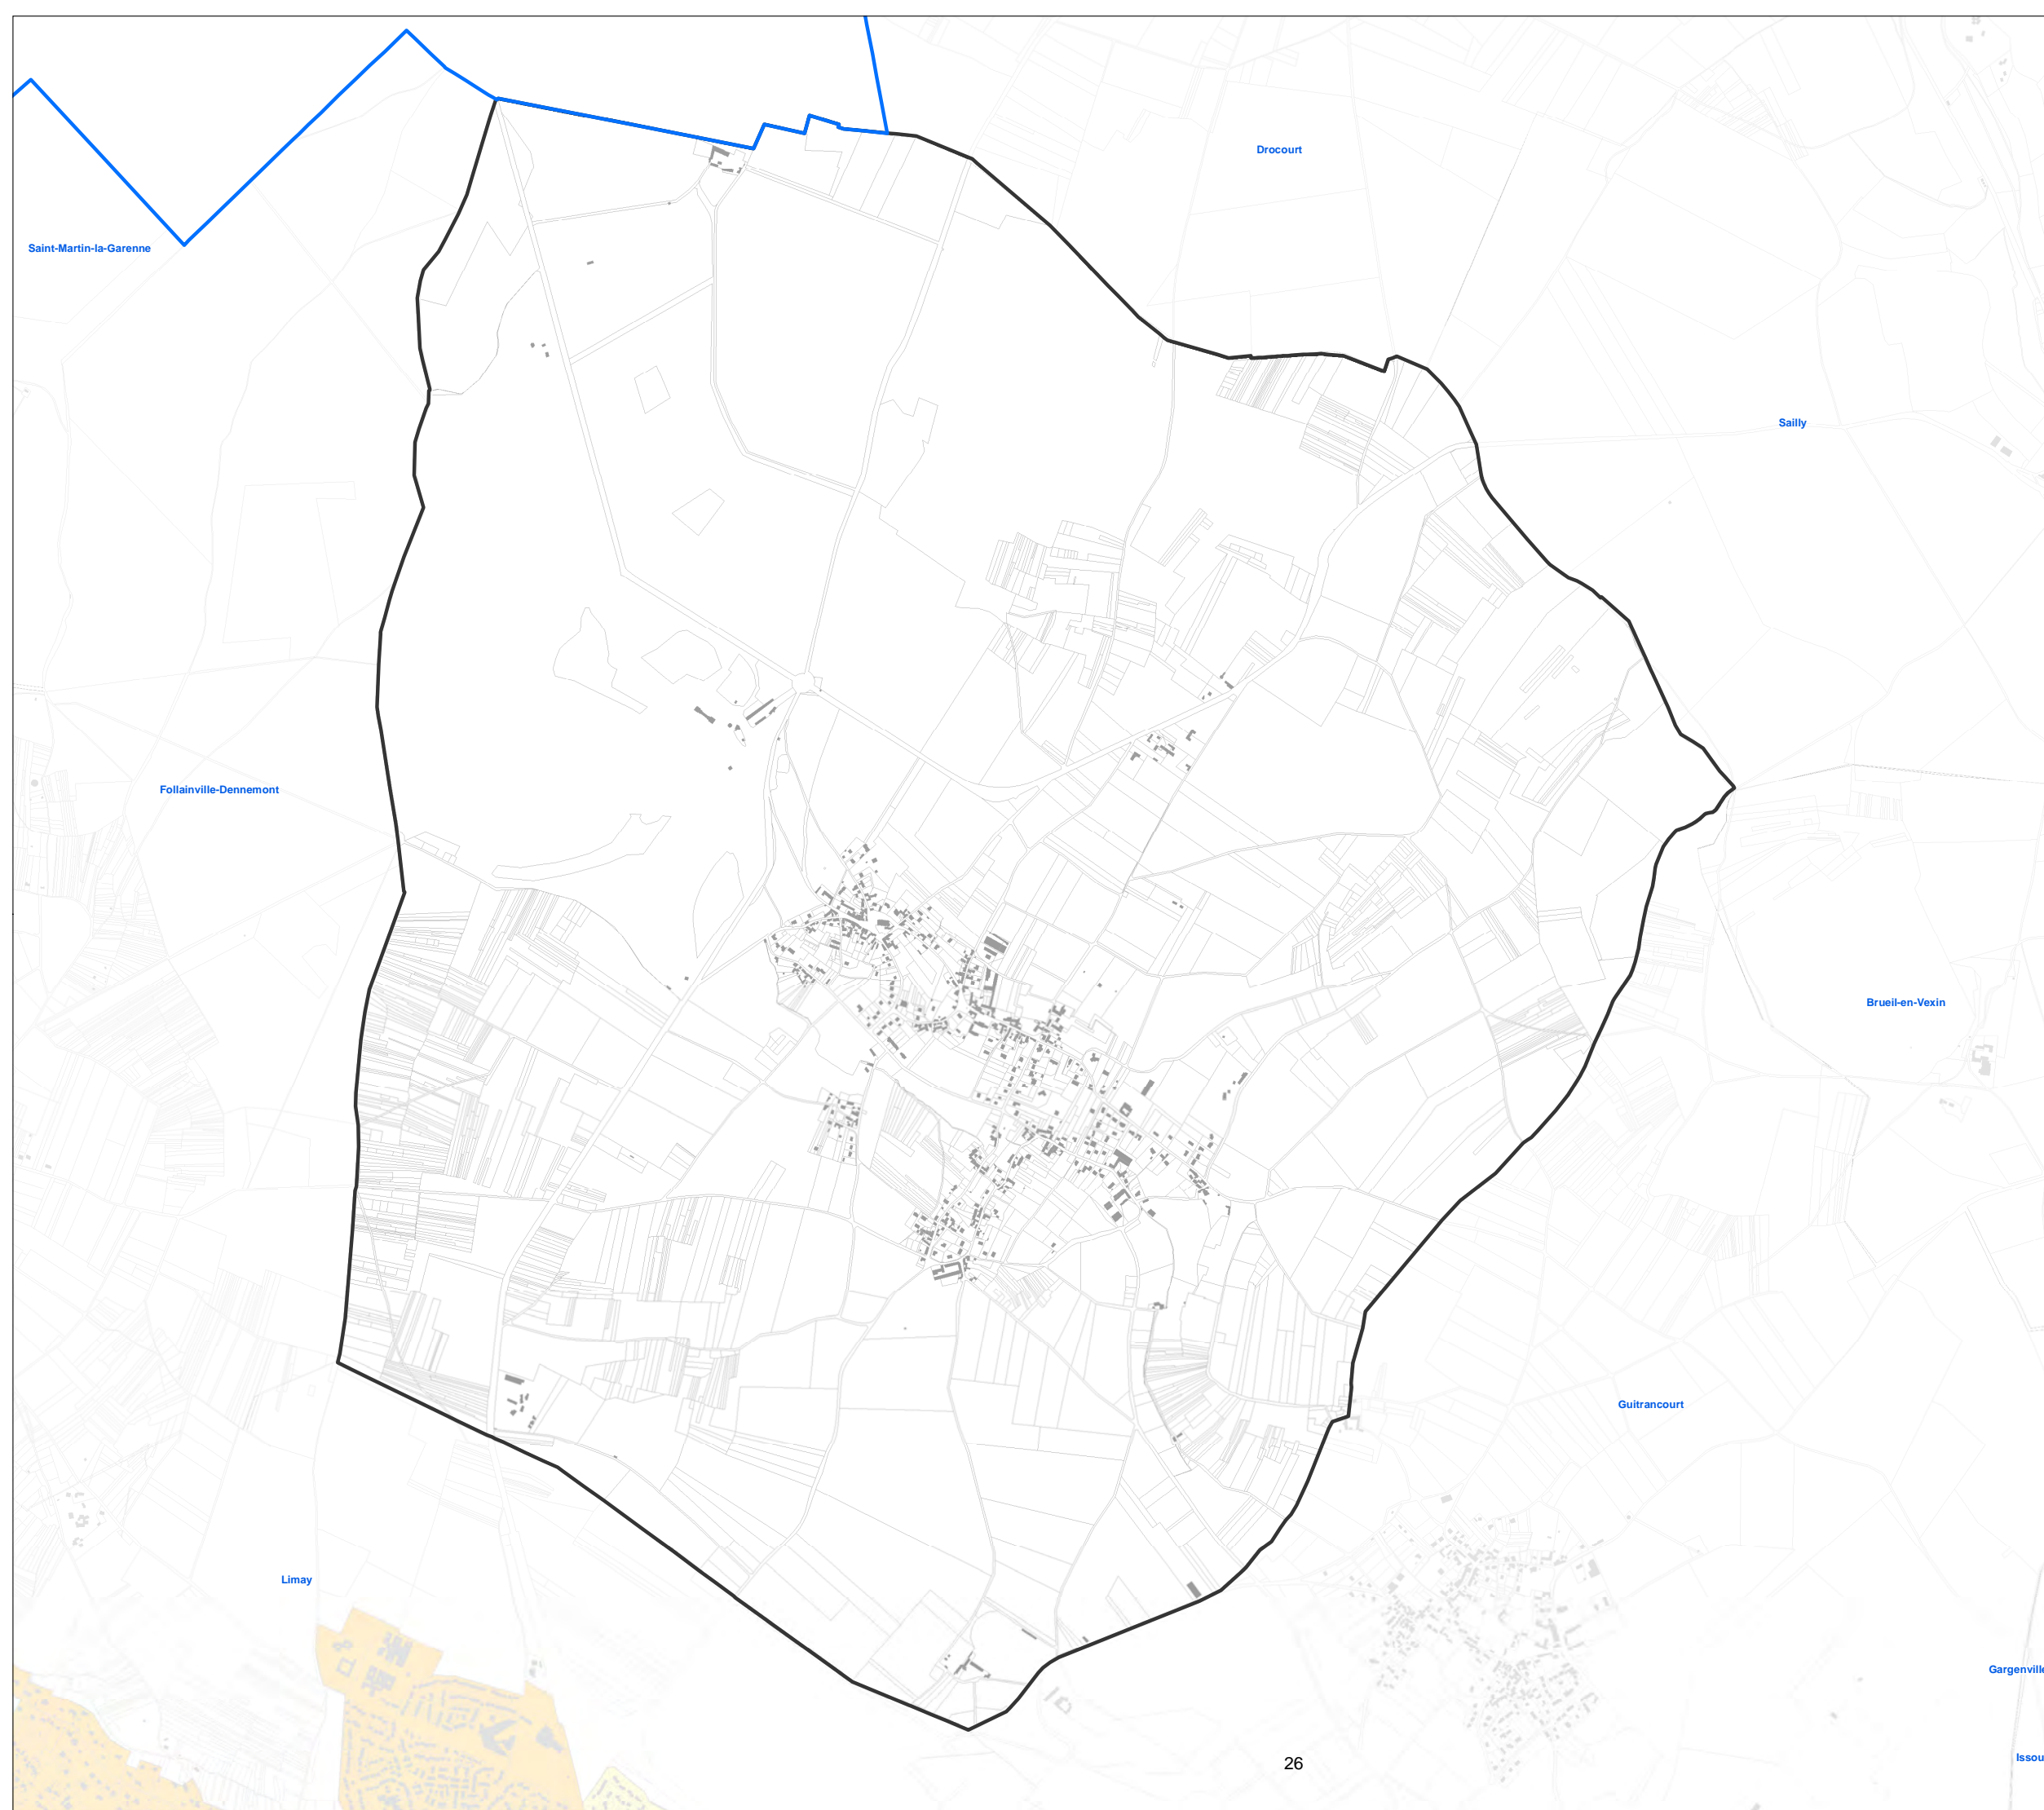 Drocourt
Saint-Martin-la-Garenne
Sailly
Follainville-Dennemont
Brueil-en-Vexin
Guitrancourt
Limay
Gargenville
26
Issou